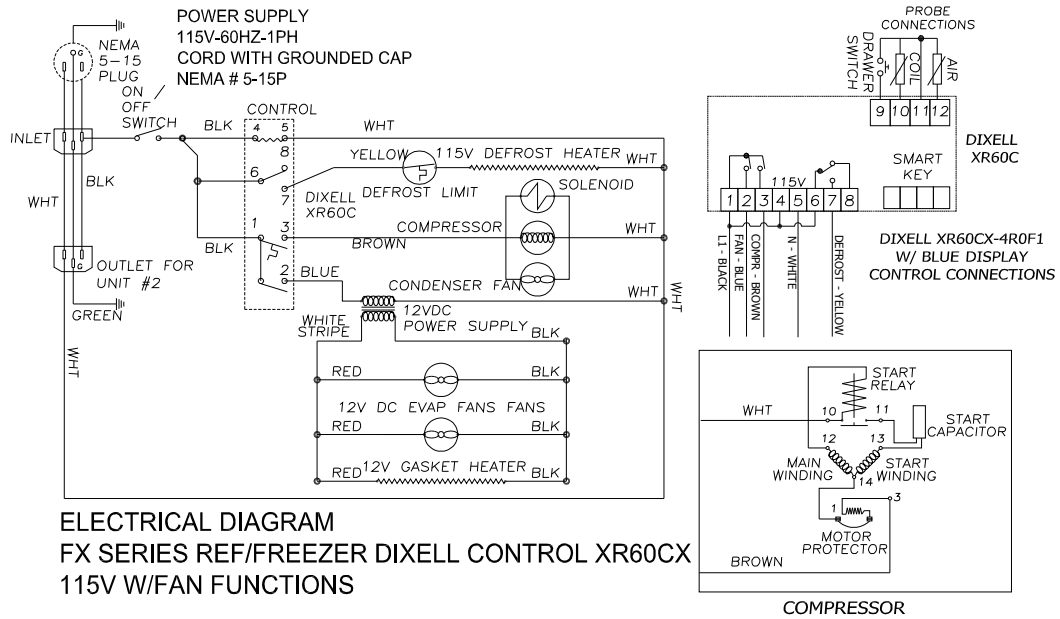 POWER SUPPLY
115V-60HZ-1PH
CORD WITH GROUNDED CAP
NEMA # 5-15P
G
NEMA
5-15
PLUG
ON
OFF
SWITCH
INLET
BLK
WHT
G
OUTLET FOR
UNIT #2
GREEN
WHT
CONTROL
BLK
4
5
WHT
8
6
7
YELLOW
115V DEFROST HEATER
WHT
DIXELL
XR60C
DEFROST LIMIT
SOLENOID
1
3
COMPRESSOR
WHT
BLK
BROWN
2
BLUE
CONDENSER FAN
WHT
WHT
12VDC
POWER SUPPLY
WHITE
STRIPE
BLK
RED
BLK
12V DC EVAP FANS FANS
RED
BLK
RED
12V GASKET HEATER
BLK
ELECTRICAL DIAGRAM
FX SERIES REF/FREEZER DIXELL CONTROL XR60CX
115V W/FAN FUNCTIONS
PROBE
CONNECTIONS
DRAWER
SWITCH
COIL
AIR
9 10 11 12
DIXELL
XR60C
SMART
KEY
115V
1 2 3 4 5 6 7 8
L1 - BLACK
FAN - BLUE
COMPR - BROWN
N - WHITE
DEFROST - YELLOW
DIXELL XR60CX-4R0F1
W/ BLUE DISPLAY
CONTROL CONNECTIONS
START
RELAY
WHT
10
11
START
CAPACITOR
12
13
MAIN
WINDING
START
WINDING
14
3
1
MOTOR
PROTECTOR
BROWN
COMPRESSOR